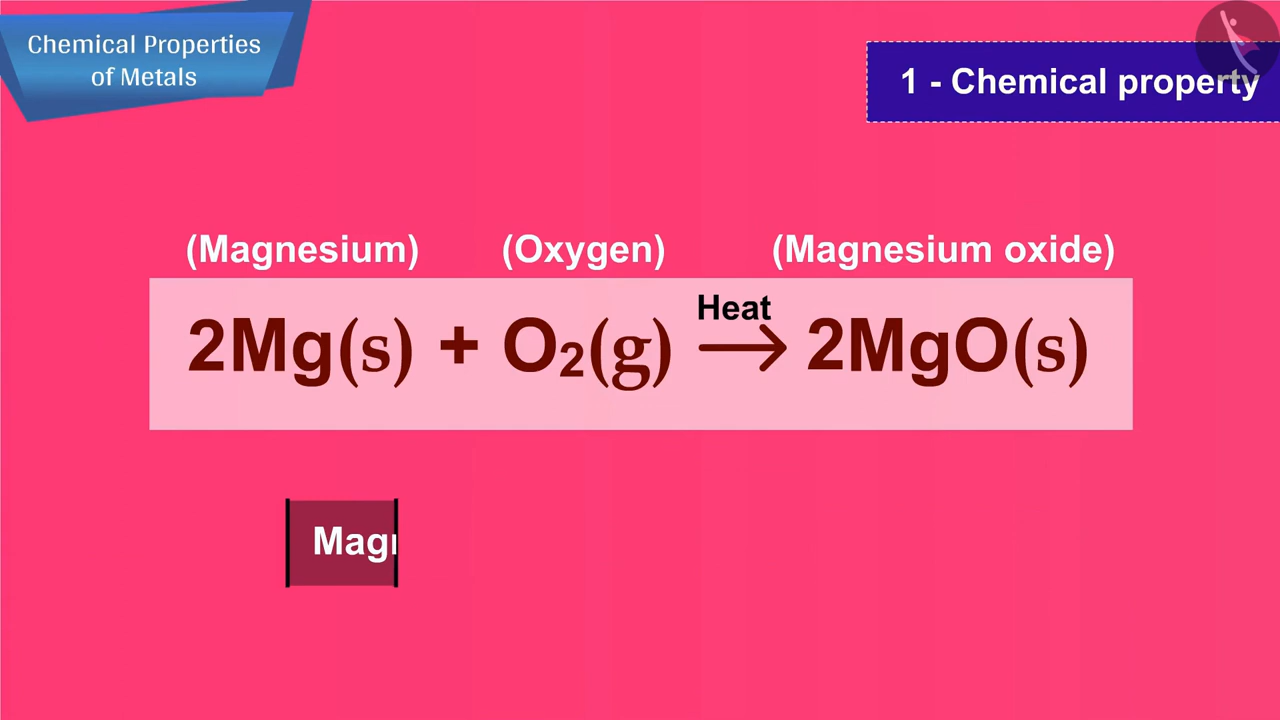 Chemical Properties
of Metals
1 - Chemical property
(Magnesium) (Oxygen) (Magnesium oxide)
Heat
2Mg(s) + O₂(g) → 2MgO(s)